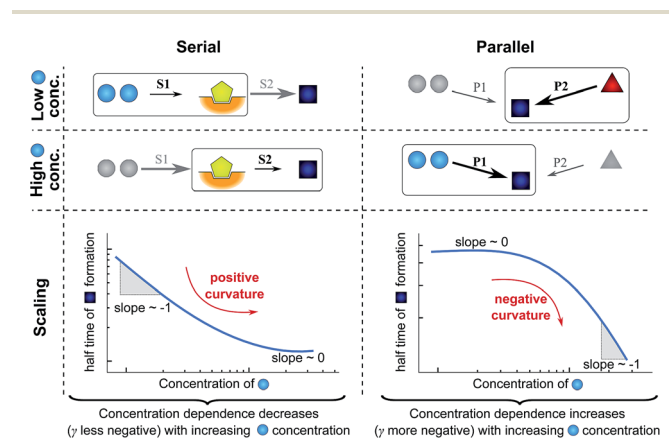 Serial
Parallel
Low
conc.
S1
S2
P1
P2
High
conc.
S1
S2
P1
P2
Scaling
half time of formation
positive
curvature
slope ~ -1
slope ~ 0
Concentration of
half time of formation
slope ~ 0
negative
curvature
slope ~ -1
Concentration of
Concentration dependence decreases
(γ less negative) with increasing concentration
Concentration dependence increases
(γ more negative) with increasing concentration